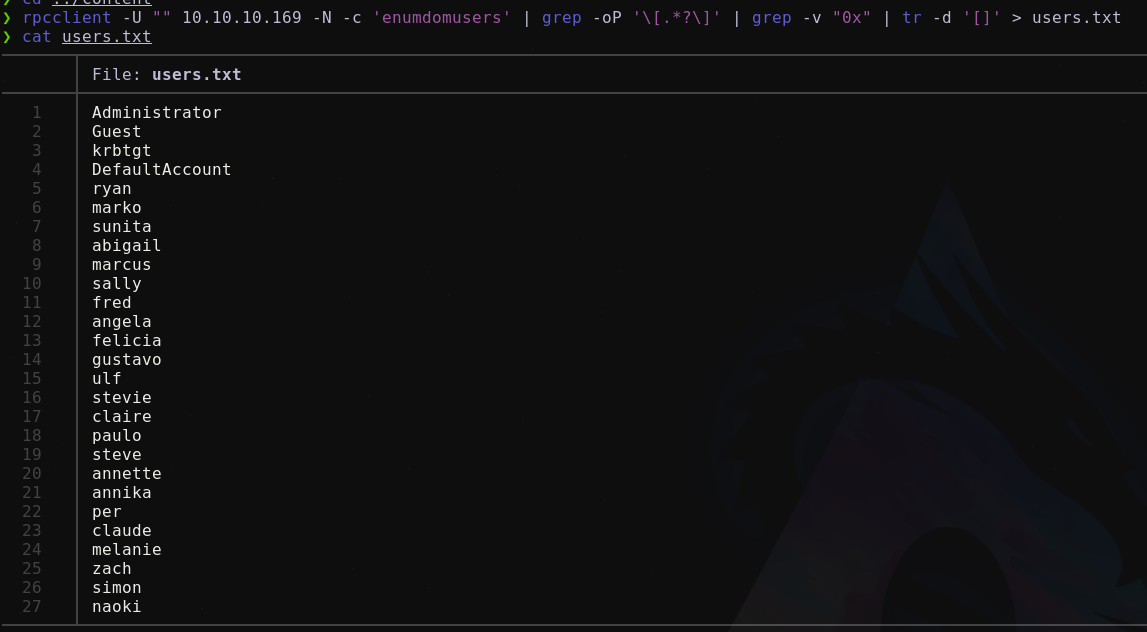 ❯ cd ../content
❯ rpcclient -U "" 10.10.10.169 -N -c 'enumdomusers' | grep -oP '\[.*?\]' | grep -v "0x" | tr -d '[]' > users.txt
❯ cat users.txt
File: users.txt
1 Administrator
2 Guest
3 krbtgt
4 DefaultAccount
5 ryan
6 marko
7 sunita
8 abigail
9 marcus
10 sally
11 fred
12 angela
13 felicia
14 gustavo
15 ulf
16 stevie
17 claire
18 paulo
19 steve
20 annette
21 annika
22 per
23 claude
24 melanie
25 zach
26 simon
27 naoki